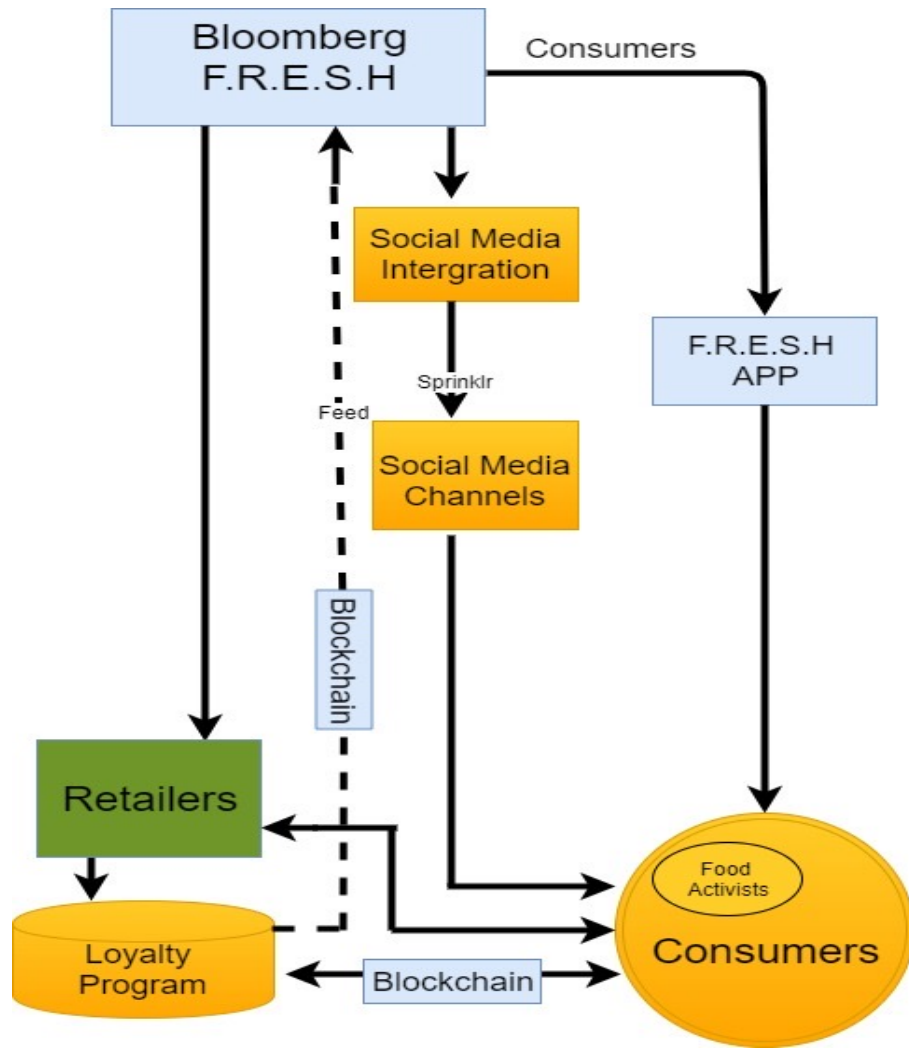 Bloomberg
F.R.E.S.H
Consumers
Social Media
Intergration
F.R.E.S.H
APP
Sprinklr
Feed
Social Media
Channels
Blockchain
Retailers
Food
Activists
Consumers
Loyalty
Program
Blockchain